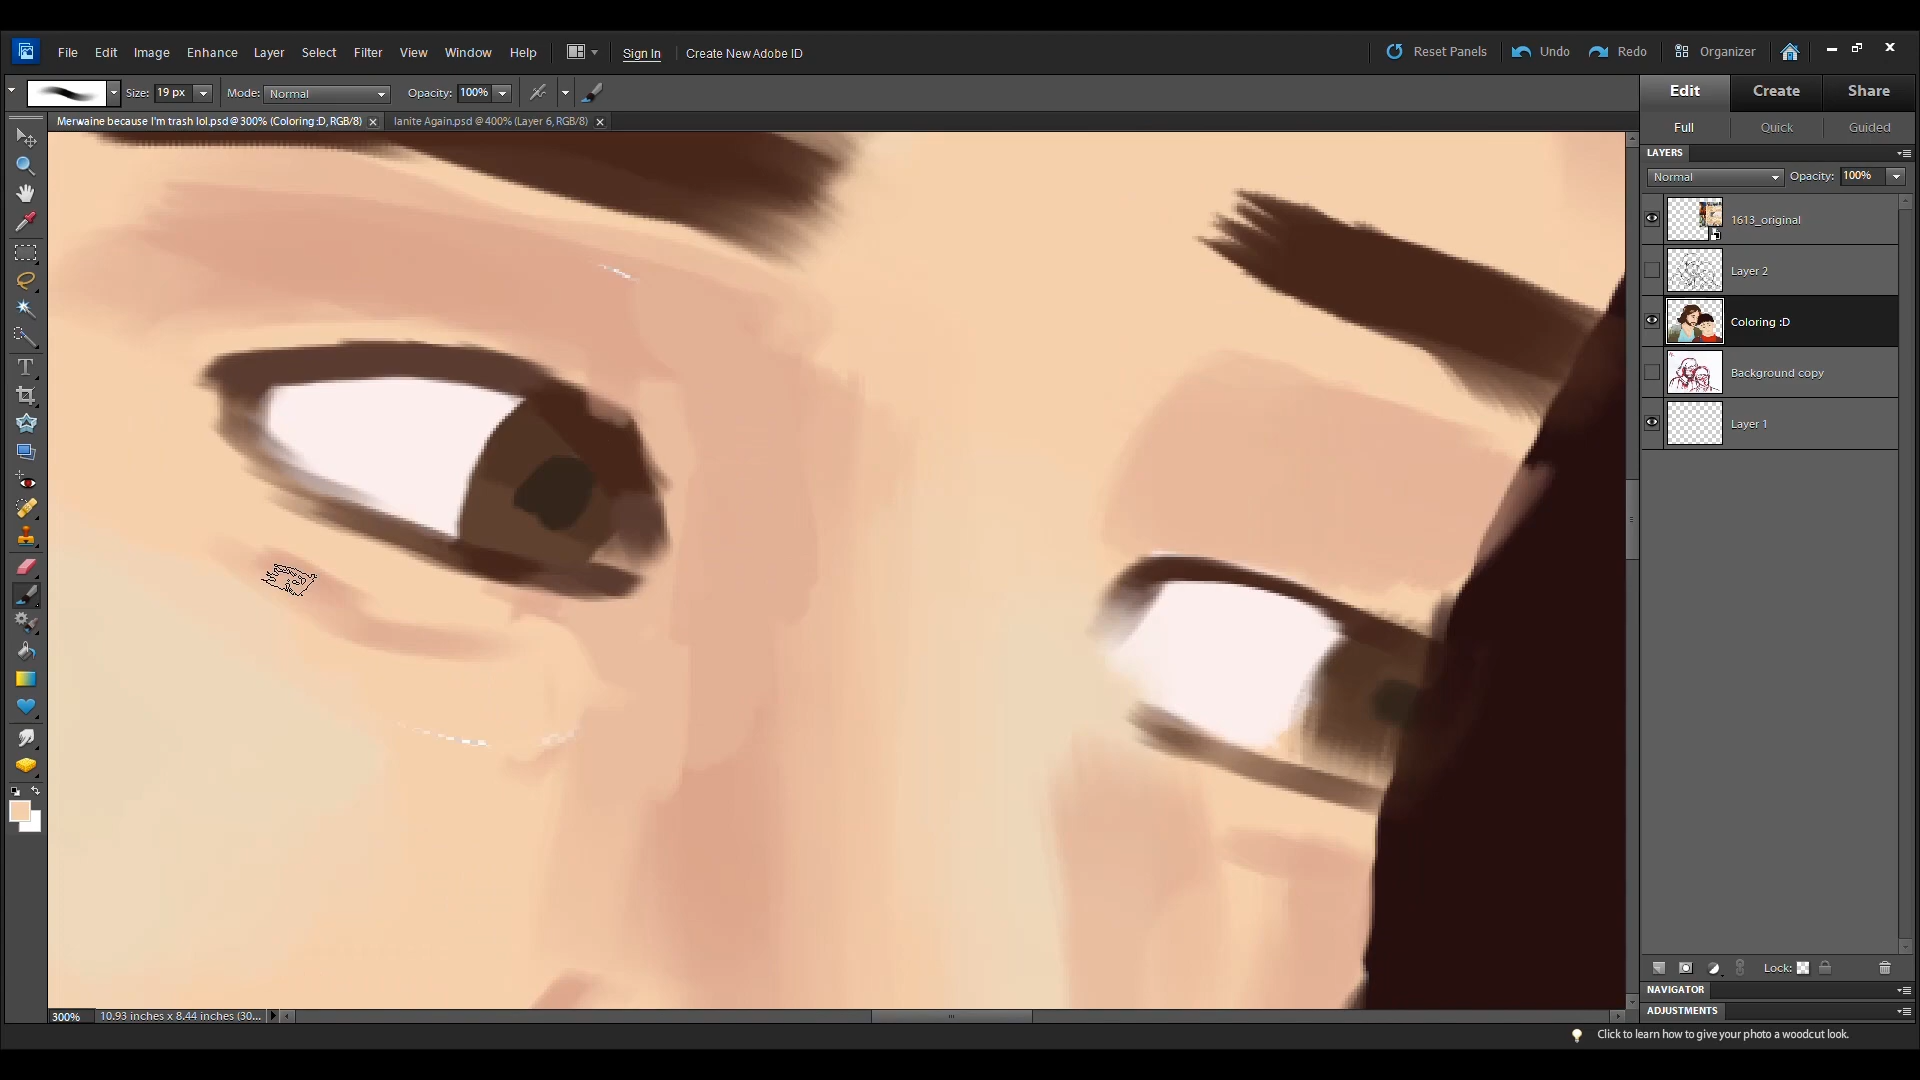 File Edit Image Enhance Layer Select Filter View Window Help Sign In Create New Adobe ID Reset Panels Undo Redo Organizer
Size: 19 px Mode: Normal Opacity: 100%
Edit Create Share
Merwaine because I'm trash lol.psd @ 300% (Coloring :D, RGB/8) Ianite Again.psd @ 400% (Layer 6, RGB/8)
Full Quick Guided
LAYERS
Normal Opacity: 100%
1613_original
Layer 2
Coloring :D
Background copy
Layer 1
Lock:
NAVIGATOR
ADJUSTMENTS
300% 10.93 inches x 8.44 inches (30...
Click to learn how to give your photo a woodcut look.